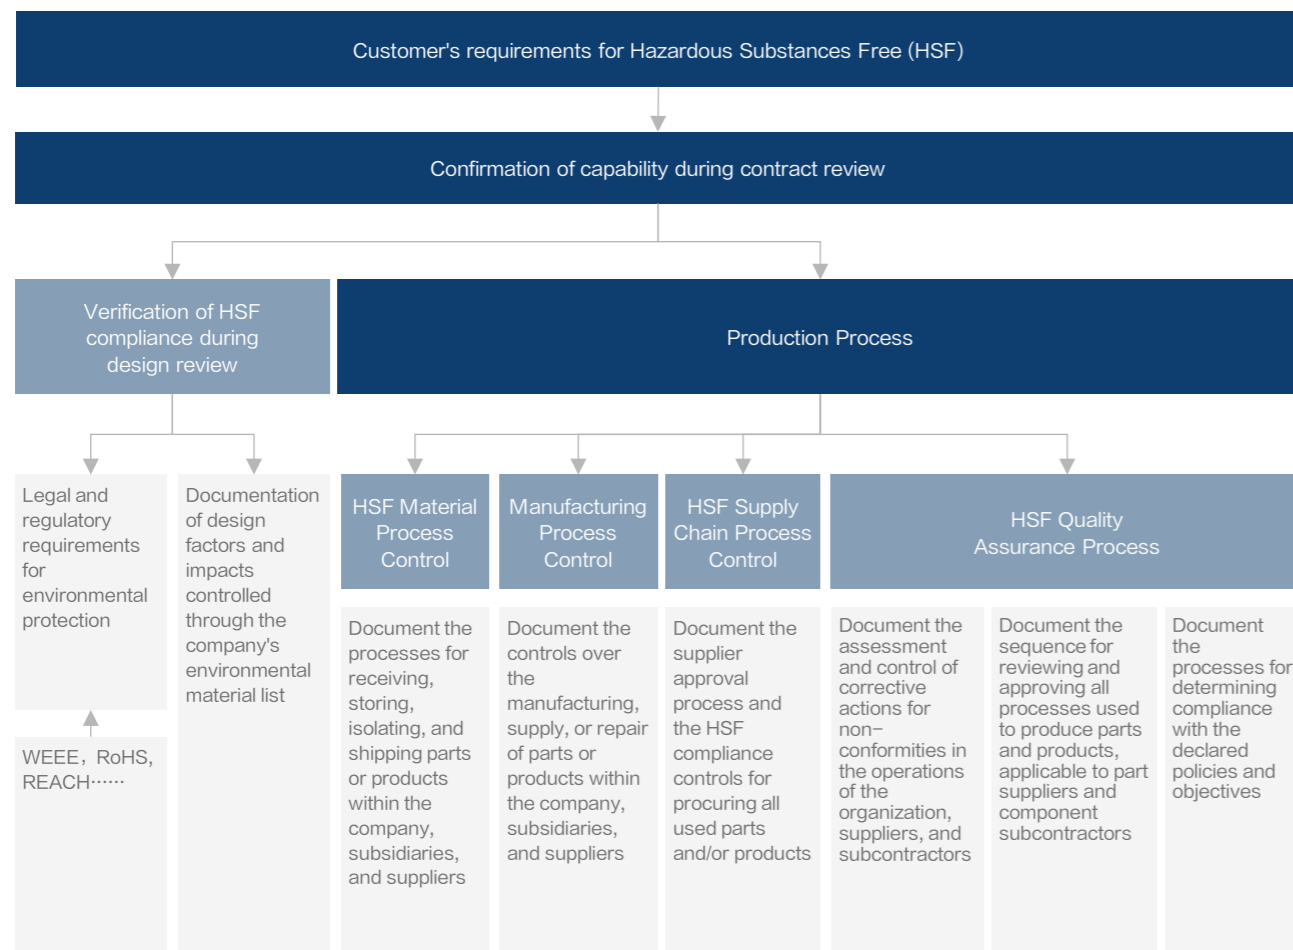 Customer's requirements for Hazardous Substances Free (HSF)
Confirmation of capability during contract review
Verification of HSF
compliance during
design review
Production Process
Legal and
regulatory
requirements
for
environmental
protection
WEEE, RoHS,
REACH······
Documentation
of design
factors and
impacts
controlled
through the
company's
environmental
material list
HSF Material
Process
Control
Document the
processes for
receiving,
storing,
isolating, and
shipping parts
or products
within the
company,
subsidiaries,
and suppliers
Manufacturing
Process
Control
Document the
controls over
the
manufacturing,
supply, or repair
of parts or
products within
the company,
subsidiaries,
and suppliers
HSF Supply
Chain Process
Control
Document the
supplier
approval
process and
the HSF
compliance
controls for
procuring all
used parts
and/or products
HSF Quality
Assurance Process
Document the
assessment
and control of
corrective
actions for
non-
conformities in
the operations
of the
organization,
suppliers, and
subcontractors
Document the
sequence for
reviewing and
approving all
processes used
to produce parts
and products,
applicable to part
suppliers and
component
subcontractors
Document
the
processes for
determining
compliance
with the
declared
policies and
objectives